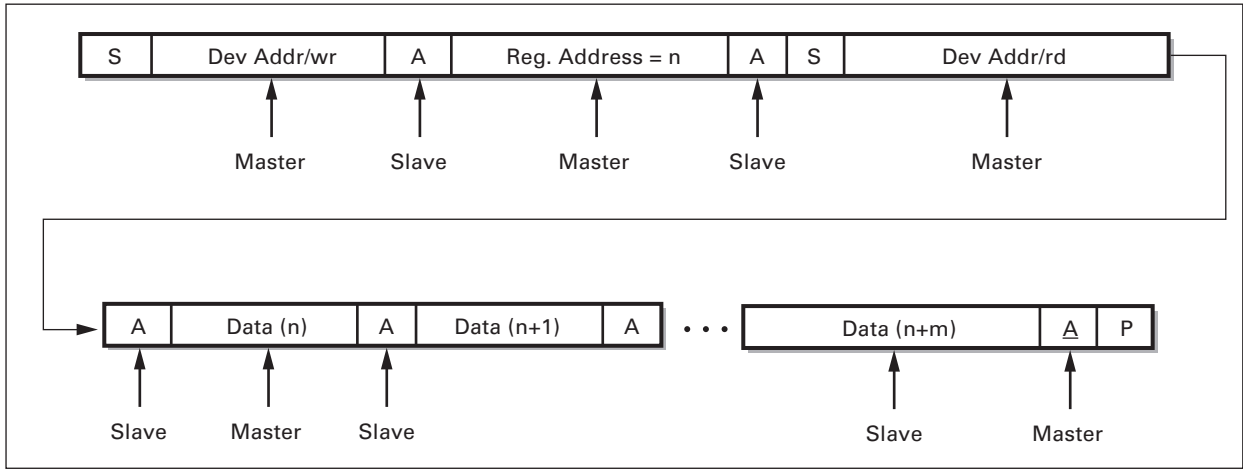 S Dev Addr/wr A Reg. Address = n A S Dev Addr/rd
Master Slave Master Slave Master
A Data (n) A Data (n+1) A • • • Data (n+m) A P
Slave Master Slave Slave Master